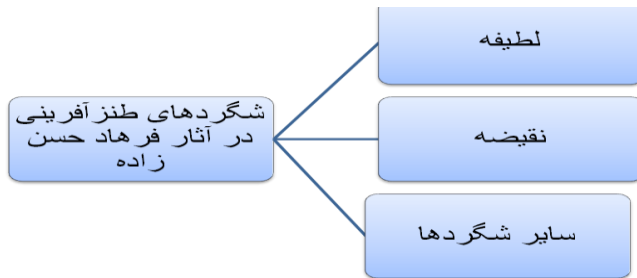 شگردهای طنزآفرینی
در آثار فرهاد حسن
زاده
لطیفه
نقیضه
سایر شگردها